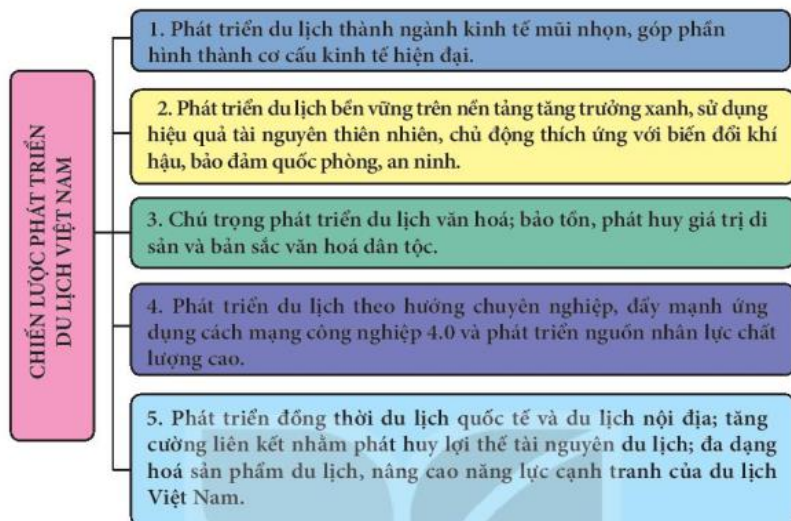 CHIẾN LƯỢC PHÁT TRIỂN
DU LỊCH VIỆT NAM
1. Phát triển du lịch thành ngành kinh tế mũi nhọn, góp phần
hình thành cơ cấu kinh tế hiện đại.
2. Phát triển du lịch bền vững trên nền tảng tăng trưởng xanh, sử dụng
hiệu quả tài nguyên thiên nhiên, chủ động thích ứng với biến đổi khí
hậu, bảo đảm quốc phòng, an ninh.
3. Chú trọng phát triển du lịch văn hoá; bảo tồn, phát huy giá trị di
sản và bản sắc văn hoá dân tộc.
4. Phát triển du lịch theo hướng chuyên nghiệp, đẩy mạnh ứng
dụng cách mạng công nghiệp 4.0 và phát triển nguồn nhân lực chất
lượng cao.
5. Phát triển đồng thời du lịch quốc tế và du lịch nội địa; tăng
cường liên kết nhằm phát huy lợi thế tài nguyên du lịch; đa dạng
hoá sản phẩm du lịch, nâng cao năng lực cạnh tranh của du lịch
Việt Nam.